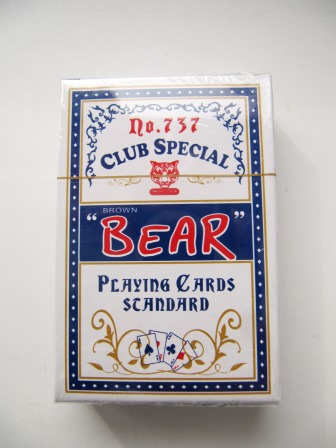 No.737
CLUB SPECIAL
BROWN
"BEAR"
PLAYING CARDS
SCANDARD